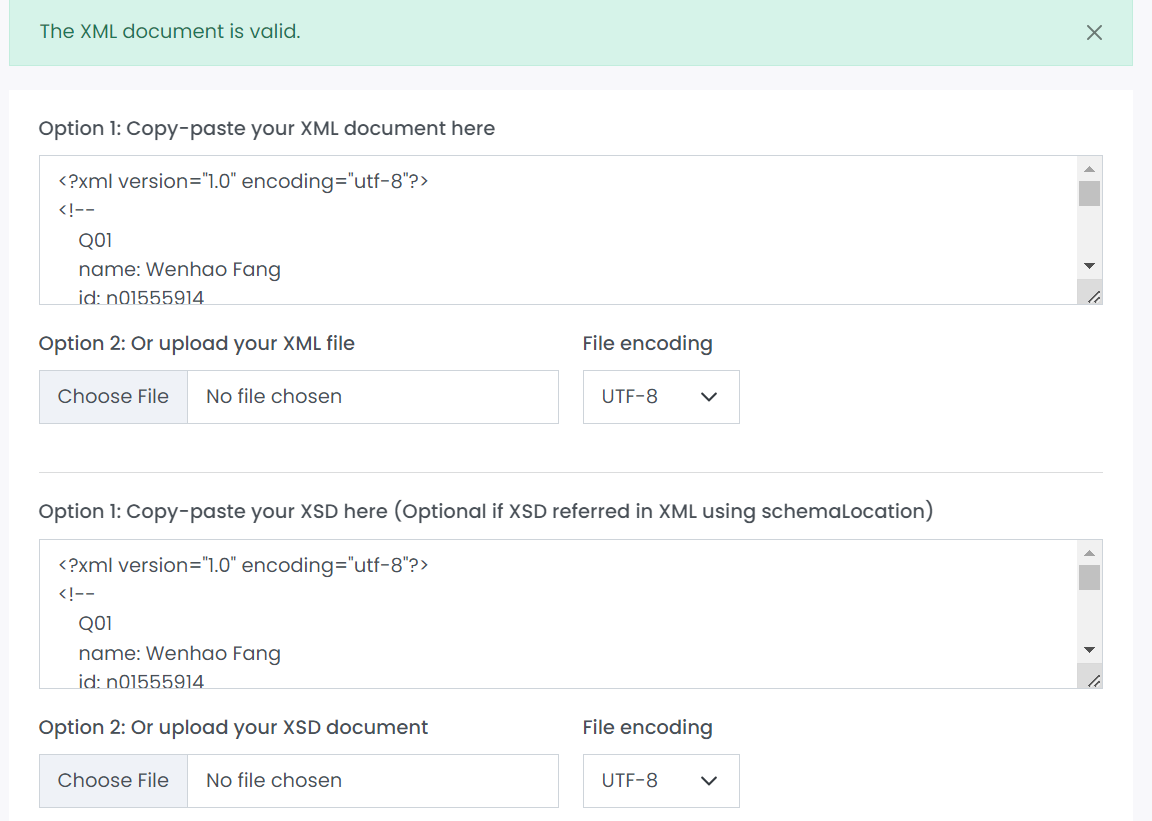 The XML document is valid.
Option 1: Copy-paste your XML document here
<?xml version="1.0" encoding="utf-8"?>
<!--
Q01
name: Wenhao Fang
id: n01555914
Option 2: Or upload your XML file
File encoding
Choose File
No file chosen
UTF-8
Option 1: Copy-paste your XSD here (Optional if XSD referred in XML using schemaLocation)
<?xml version="1.0" encoding="utf-8"?>
<!--
Q01
name: Wenhao Fang
id: n01555914
Option 2: Or upload your XSD document
File encoding
Choose File
No file chosen
UTF-8